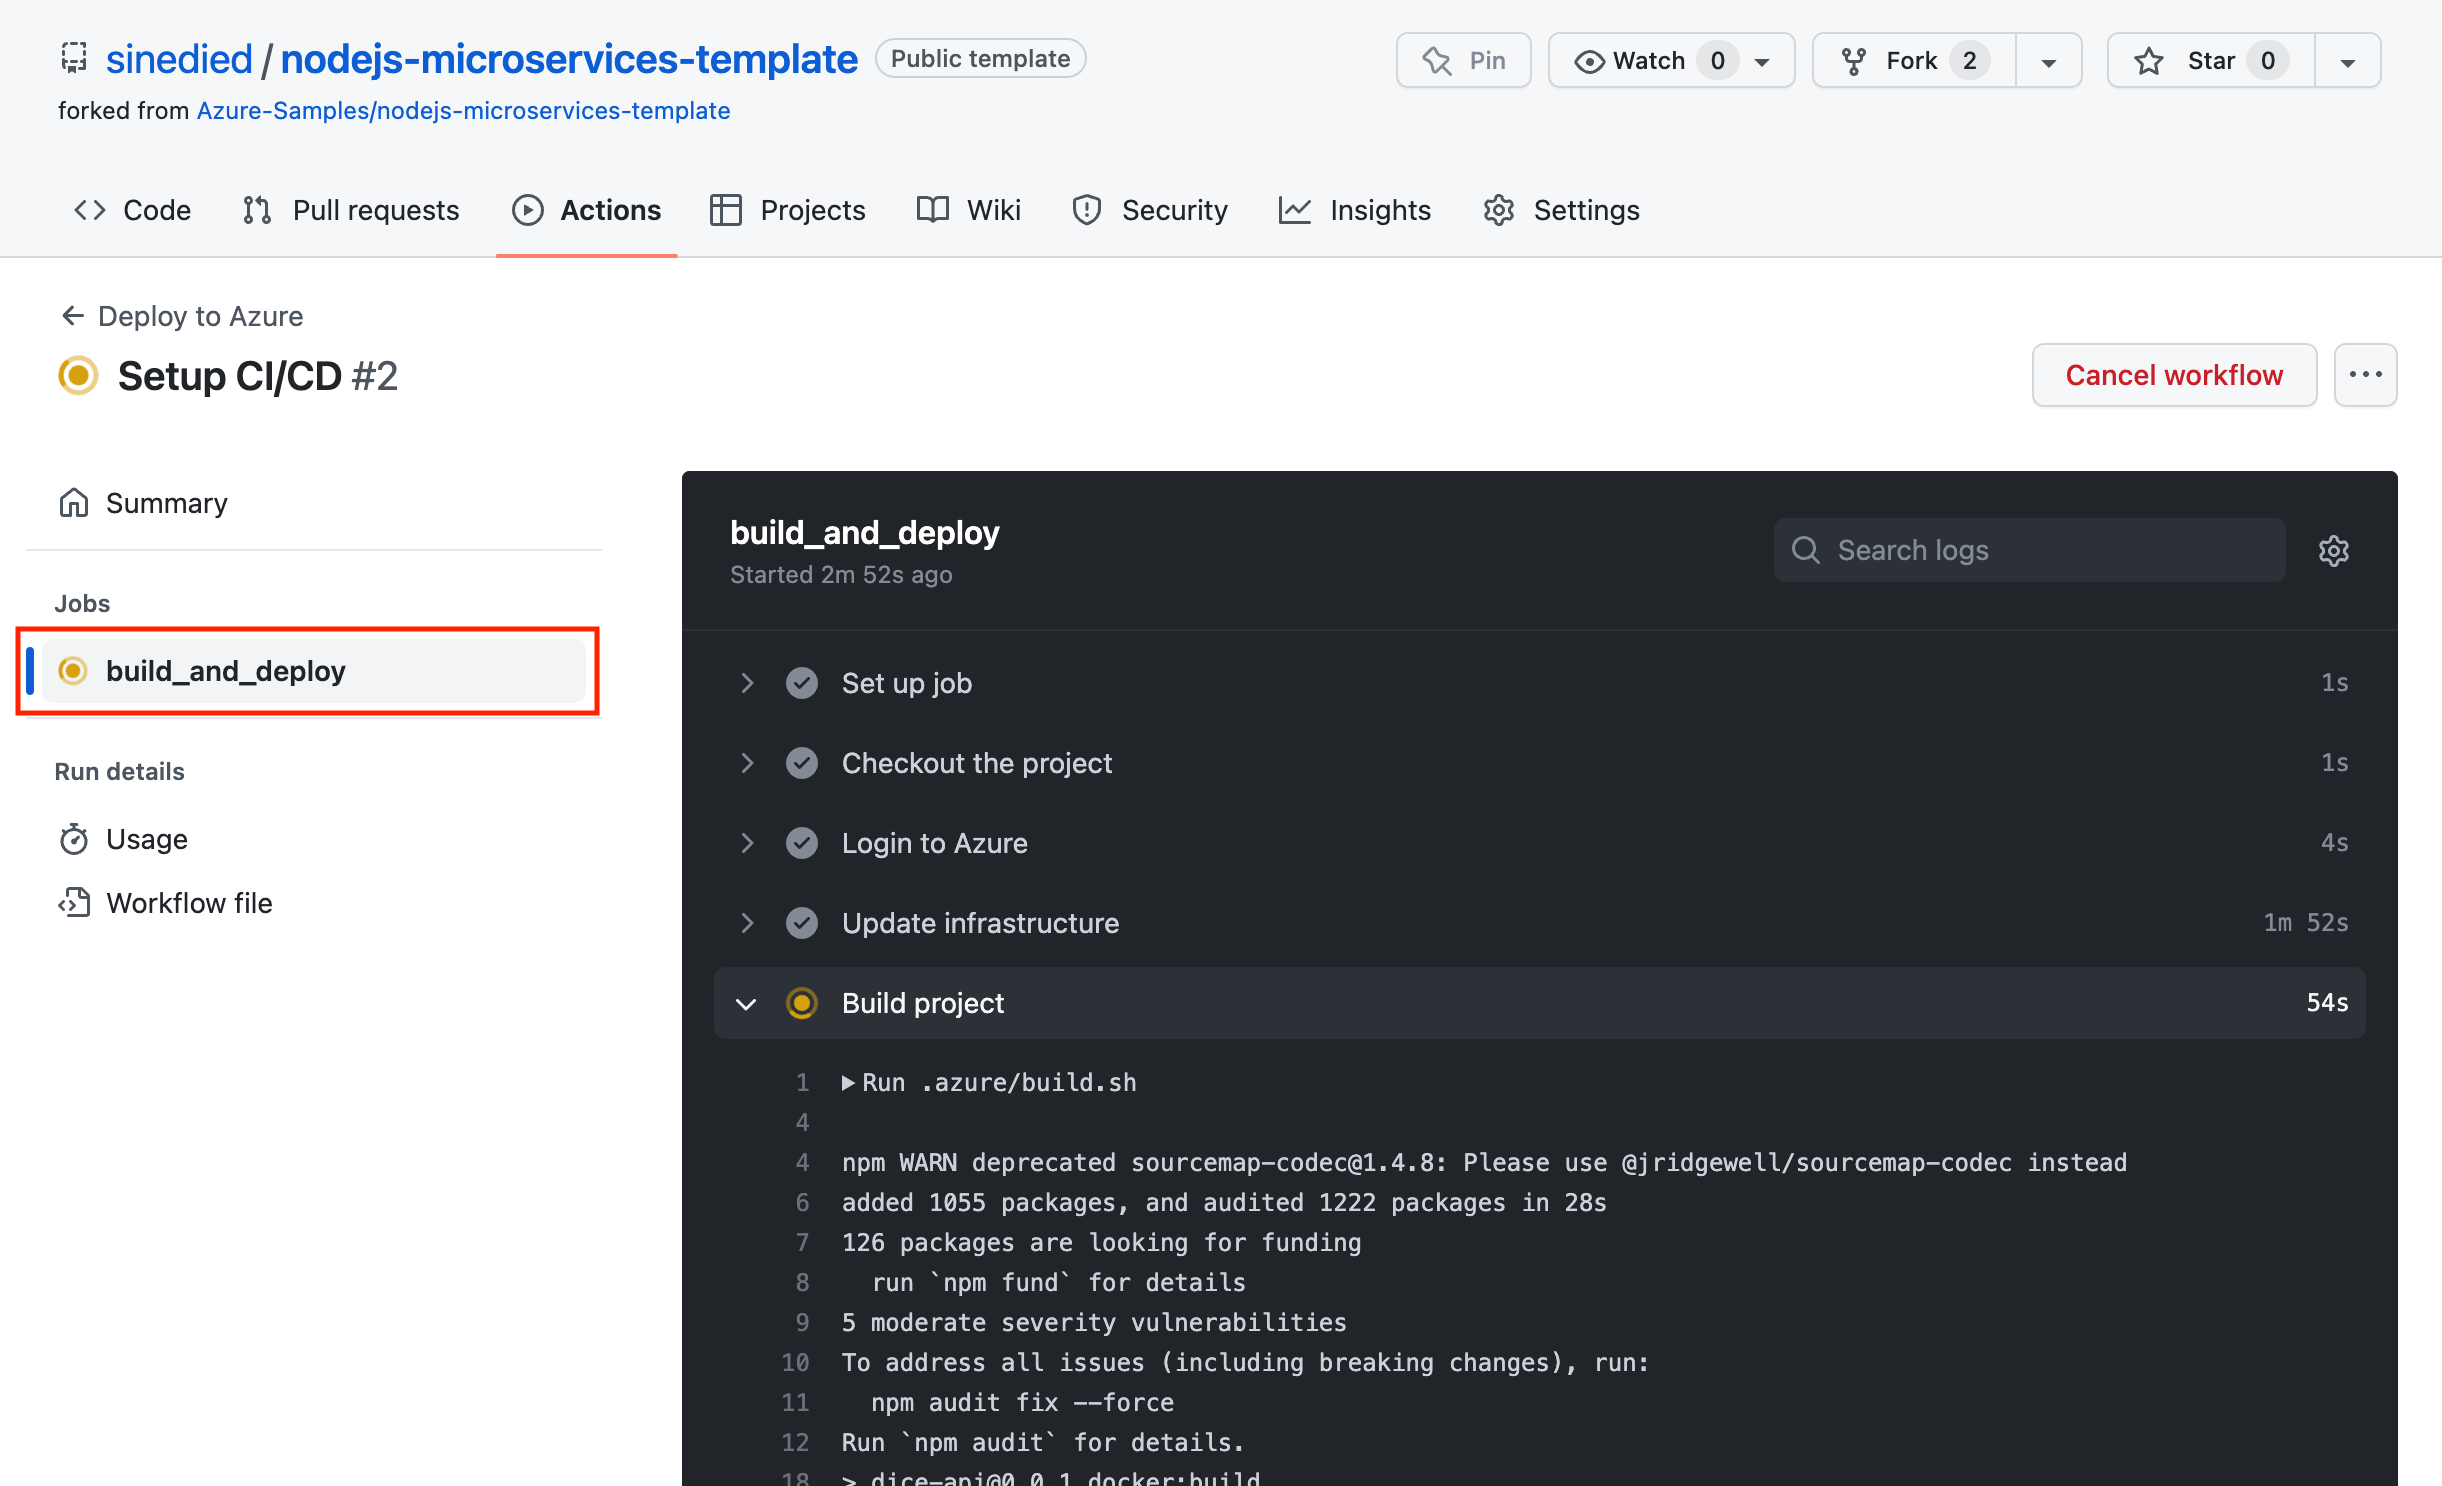 sinedied / nodejs-microservices-template Public template
Pin
Watch 0
Fork 2
Star 0
forked from Azure-Samples/nodejs-microservices-template
Code
Pull requests
Actions
Projects
Wiki
Security
Insights
Settings
← Deploy to Azure
Setup CI/CD #2
Cancel workflow
Summary
Jobs
build_and_deploy
Run details
Usage
Workflow file
build_and_deploy
Started 2m 52s ago
Search logs
Set up job 1s
Checkout the project 1s
Login to Azure 4s
Update infrastructure 1m 52s
Build project 54s
1 Run .azure/build.sh
4
4 npm WARN deprecated sourcemap-codec@1.4.8: Please use @jridgewell/sourcemap-codec instead
6 added 1055 packages, and audited 1222 packages in 28s
7 126 packages are looking for funding
8 run `npm fund` for details
9 5 moderate severity vulnerabilities
10 To address all issues (including breaking changes), run:
11 npm audit fix --force
12 Run `npm audit` for details.
18 > dice-api@0.0.1 docker:build